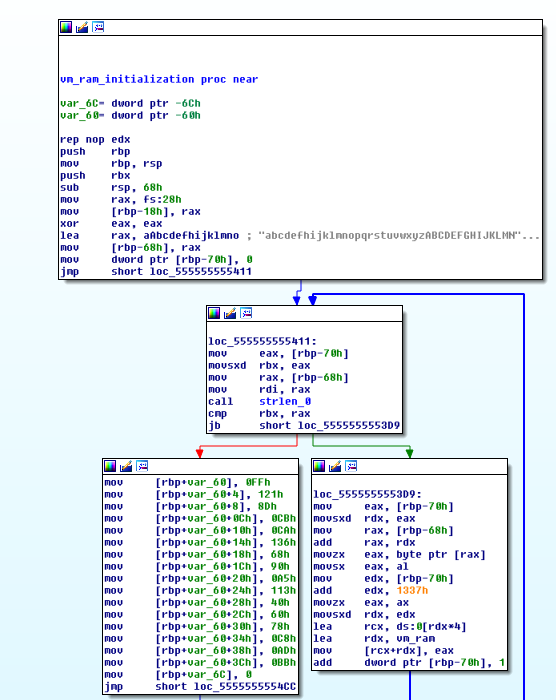 vm_ram_initialization proc near
var_6C= dword ptr -6Ch
var_60= dword ptr -60h
rep nop edx
push rbp
mov rbp, rsp
push rbx
sub rsp, 68h
mov rax, fs:28h
mov [rbp-18h], rax
xor eax, eax
lea rax, aAbcdefhijklmno ; "abcdefhijklmnopqrstuvwxyzABCDEFGHIJKLMN"...
mov [rbp-68h], rax
mov dword ptr [rbp-70h], 0
jmp short loc_555555555411
loc_555555555411:
mov eax, [rbp-70h]
movsxd rbx, eax
mov rax, [rbp-68h]
mov rdi, rax
call strlen_0
cmp rbx, rax
jb short loc_5555555553D9
mov [rbp+var_60], 0FFh
mov [rbp+var_60+4], 121h
mov [rbp+var_60+8], 8Dh
mov [rbp+var_60+0Ch], 0CBh
mov [rbp+var_60+10h], 0CAh
mov [rbp+var_60+14h], 136h
mov [rbp+var_60+18h], 68h
mov [rbp+var_60+1Ch], 90h
mov [rbp+var_60+20h], 0A5h
mov [rbp+var_60+24h], 113h
mov [rbp+var_60+28h], 40h
mov [rbp+var_60+2Ch], 60h
mov [rbp+var_60+30h], 78h
mov [rbp+var_60+34h], 0C8h
mov [rbp+var_60+38h], 0ADh
mov [rbp+var_60+3Ch], 0BBh
mov [rbp+var_6C], 0
jmp short loc_5555555554CC
loc_5555555553D9:
mov eax, [rbp-70h]
movsxd rdx, eax
mov rax, [rbp-68h]
add rax, rdx
movzx eax, byte ptr [rax]
movsx eax, al
mov edx, [rbp-70h]
add edx, 1337h
movzx eax, ax
movsxd rdx, edx
lea rcx, ds:0[rdx*4]
lea rdx, vm_ram
mov [rcx+rdx], eax
add dword ptr [rbp-70h], 1